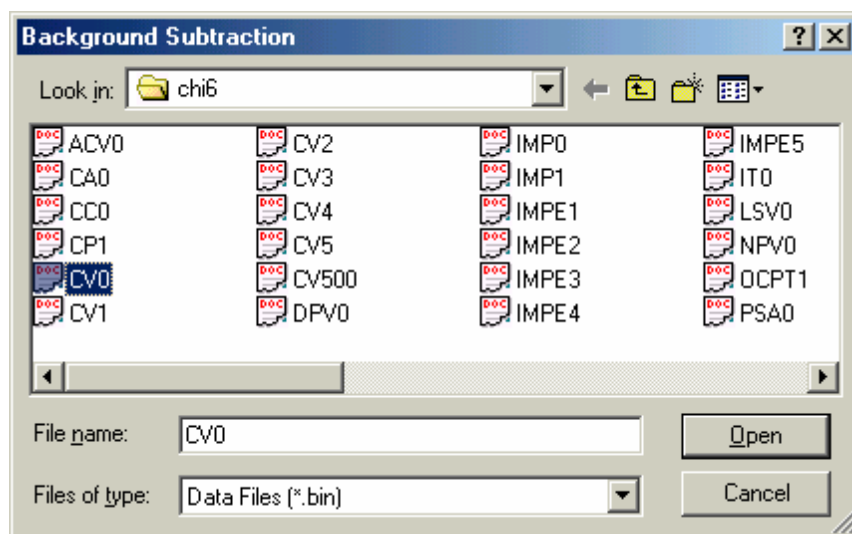 Background Subtraction
Look in: chi6
ACV0 CV2 IMP0 IMPE5
CA0 CV3 IMP1 IT0
CC0 CV4 IMPE1 LSV0
CP1 CV5 IMPE2 NPV0
CV0 CV500 IMPE3 OCPT1
CV1 DPV0 IMPE4 PSA0
File name: CV0 Open
Files of type: Data Files (*.bin) Cancel